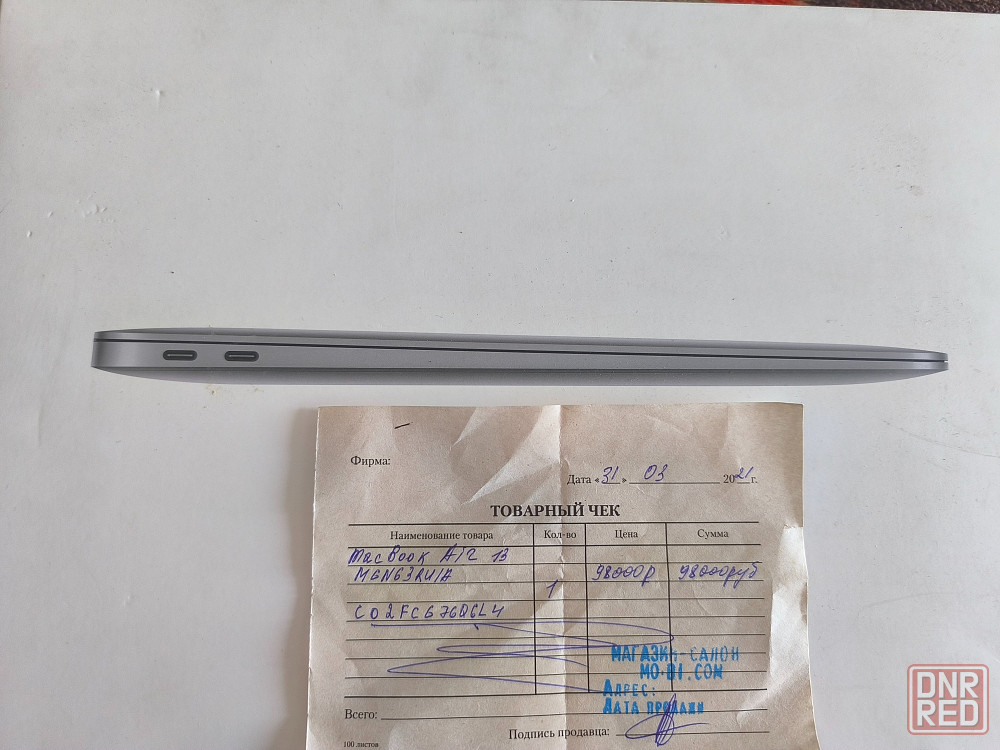 Фирма:
Дата «31» 03 2021г.
ТОВАРНЫЙ ЧЕК
Наименование товара Кол-во Цена Сумма
MacBook Air 13
MGN63RU/A 98000р 98000руб
1
C02FC676Q6L4
МАГАЗИН-САЛОН
MO-BI.COM
АДРЕС:
ДАТА ПРОДАЖИ
Всего:
Подпись продавца:
100 листов
DNR
RED